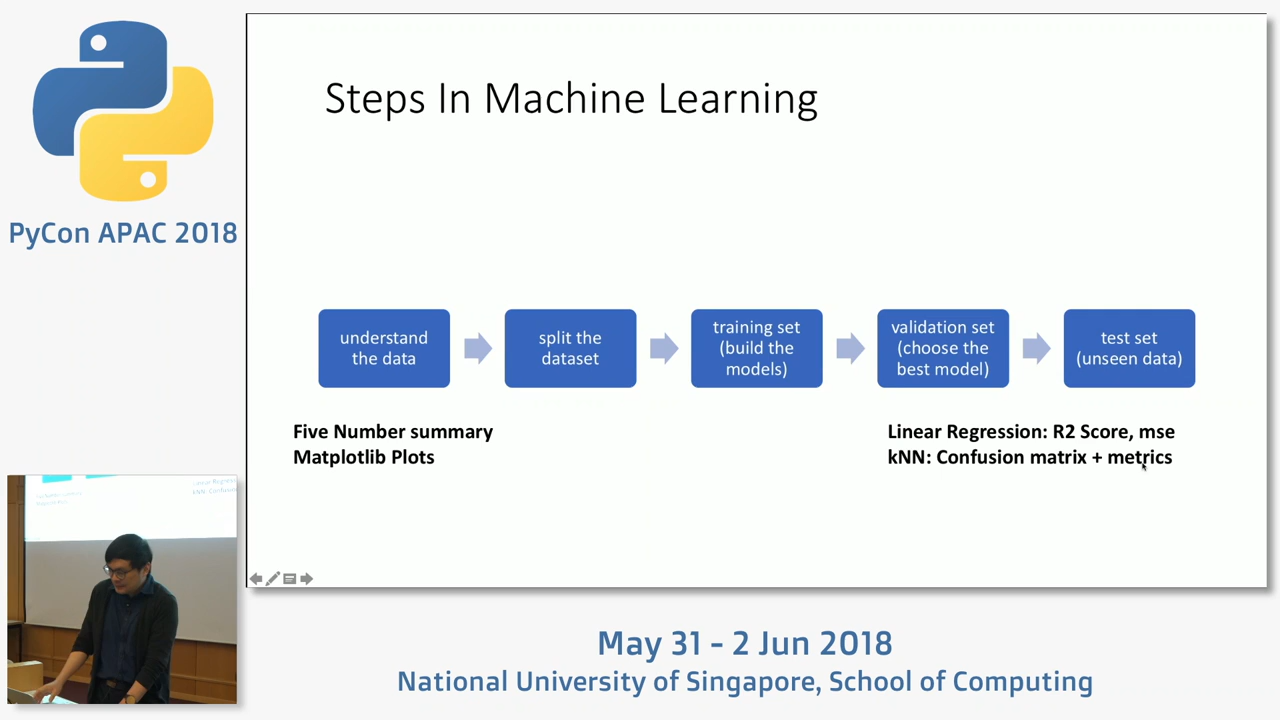 PyCon APAC 2018
Steps In Machine Learning
understand
the data
split the
dataset
training set
(build the
models)
validation set
(choose the
best model)
test set
(unseen data)
Five Number summary
Matplotlib Plots
Linear Regression: R2 Score, mse
kNN: Confusion matrix + metrics
May 31 - 2 Jun 2018
National University of Singapore, School of Computing